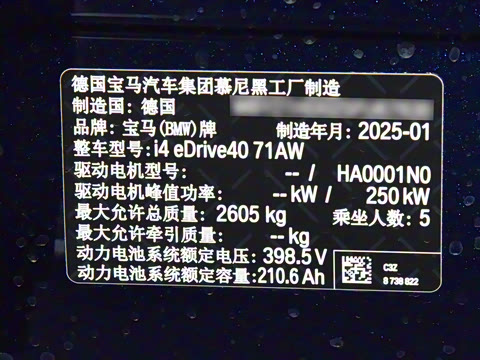 德国宝马汽车集团慕尼黑工厂制造
制造国: 德国
品牌: 宝马(BMW)牌 制造年月: 2025-01
整车型号: i4 eDrive40 71AW
驱动电机型号: -- / HA0001N0
驱动电机峰值功率: --kW / 250kW
最大允许总质量: 2605 kg 乘坐人数: 5
最大允许牵引质量: --kg
动力电池系统额定电压: 398.5V
动力电池系统额定容量:210.6Ah
C3Z
8 738 822